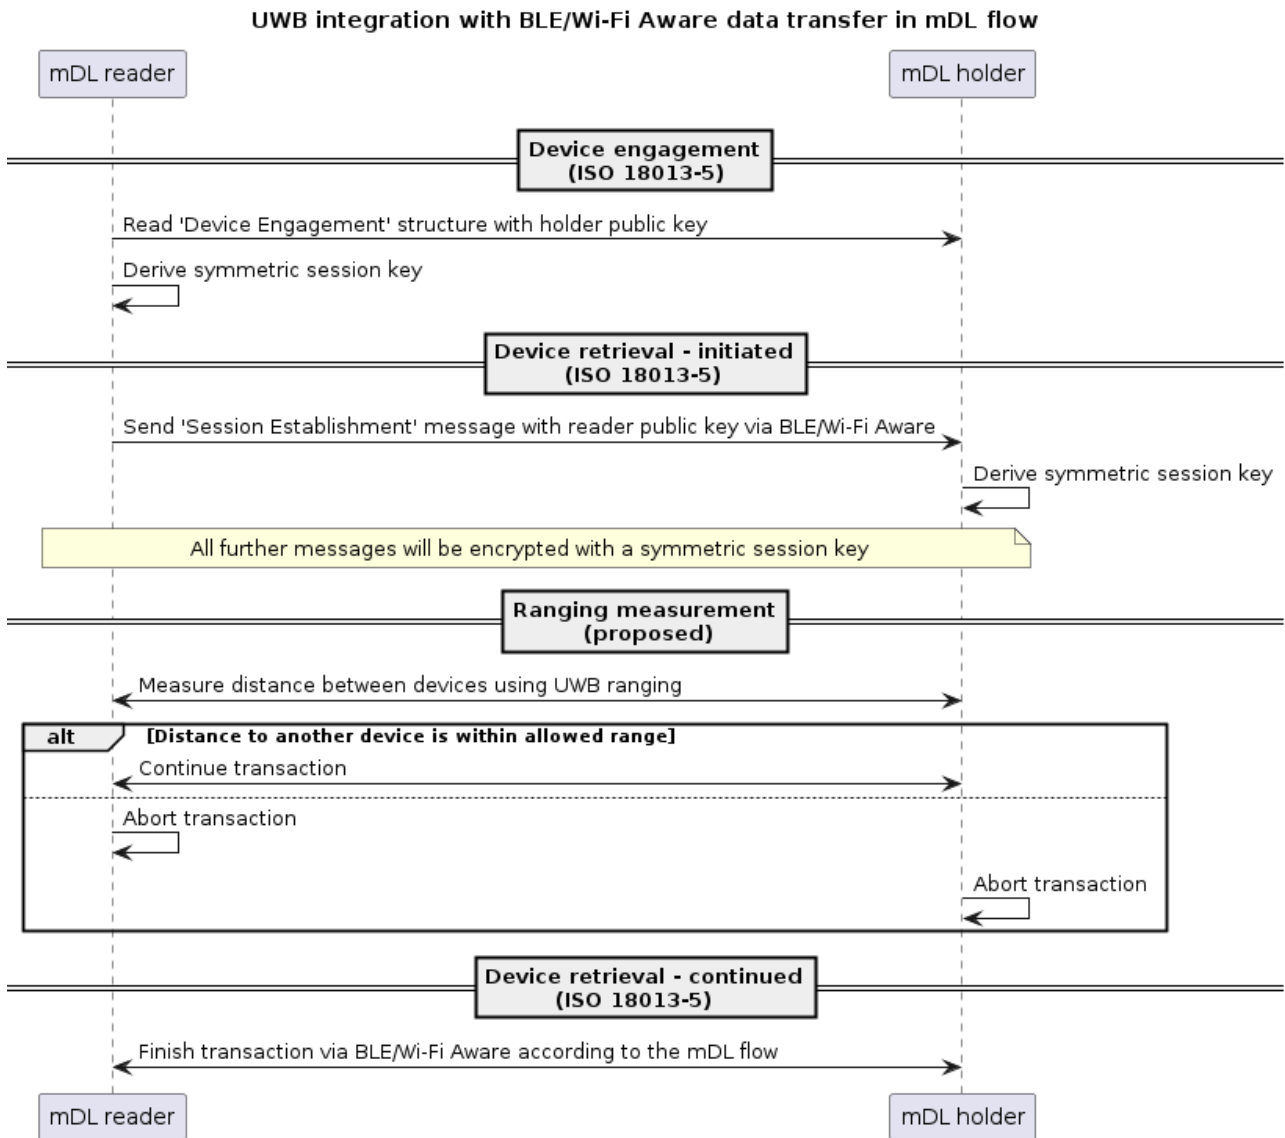 UWB integration with BLE/Wi-Fi Aware data transfer in mDL flow
mDL reader
mDL holder
Device engagement
(ISO 18013-5)
Read 'Device Engagement' structure with holder public key
Derive symmetric session key
Device retrieval - initiated
(ISO 18013-5)
Send 'Session Establishment' message with reader public key via BLE/Wi-Fi Aware
Derive symmetric session key
All further messages will be encrypted with a symmetric session key
Ranging measurement
(proposed)
Measure distance between devices using UWB ranging
alt
[Distance to another device is within allowed range]
Continue transaction
Abort transaction
Abort transaction
Device retrieval - continued
(ISO 18013-5)
Finish transaction via BLE/Wi-Fi Aware according to the mDL flow
mDL reader
mDL holder